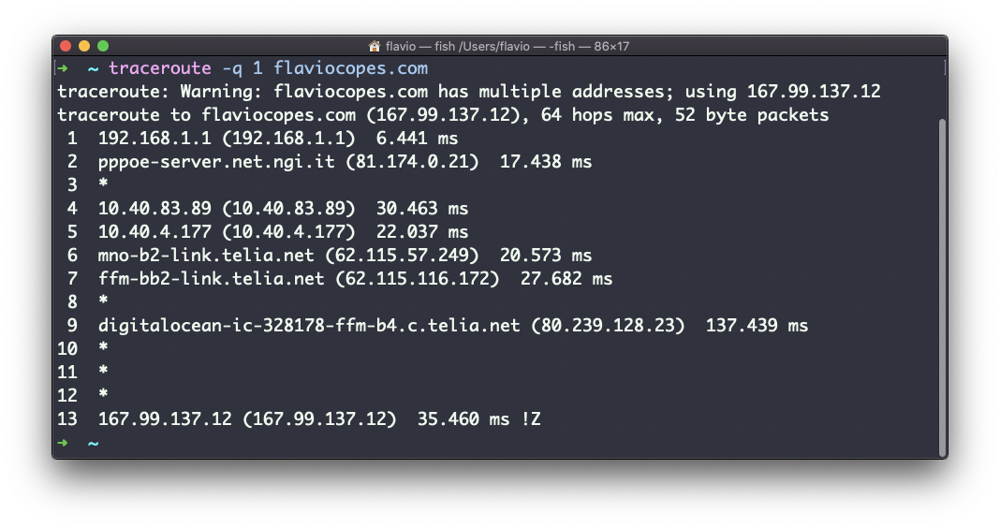 flavio — fish /Users/flavio — -fish — 86×17
➜  ~ traceroute -q 1 flaviocopes.com
traceroute: Warning: flaviocopes.com has multiple addresses; using 167.99.137.12
traceroute to flaviocopes.com (167.99.137.12), 64 hops max, 52 byte packets
 1  192.168.1.1 (192.168.1.1)  6.441 ms
 2  pppoe-server.net.ngi.it (81.174.0.21)  17.438 ms
 3  *
 4  10.40.83.89 (10.40.83.89)  30.463 ms
 5  10.40.4.177 (10.40.4.177)  22.037 ms
 6  mno-b2-link.telia.net (62.115.57.249)  20.573 ms
 7  ffm-bb2-link.telia.net (62.115.116.172)  27.682 ms
 8  *
 9  digitalocean-ic-328178-ffm-b4.c.telia.net (80.239.128.23)  137.439 ms
10  *
11  *
12  *
13  167.99.137.12 (167.99.137.12)  35.460 ms !Z
➜  ~